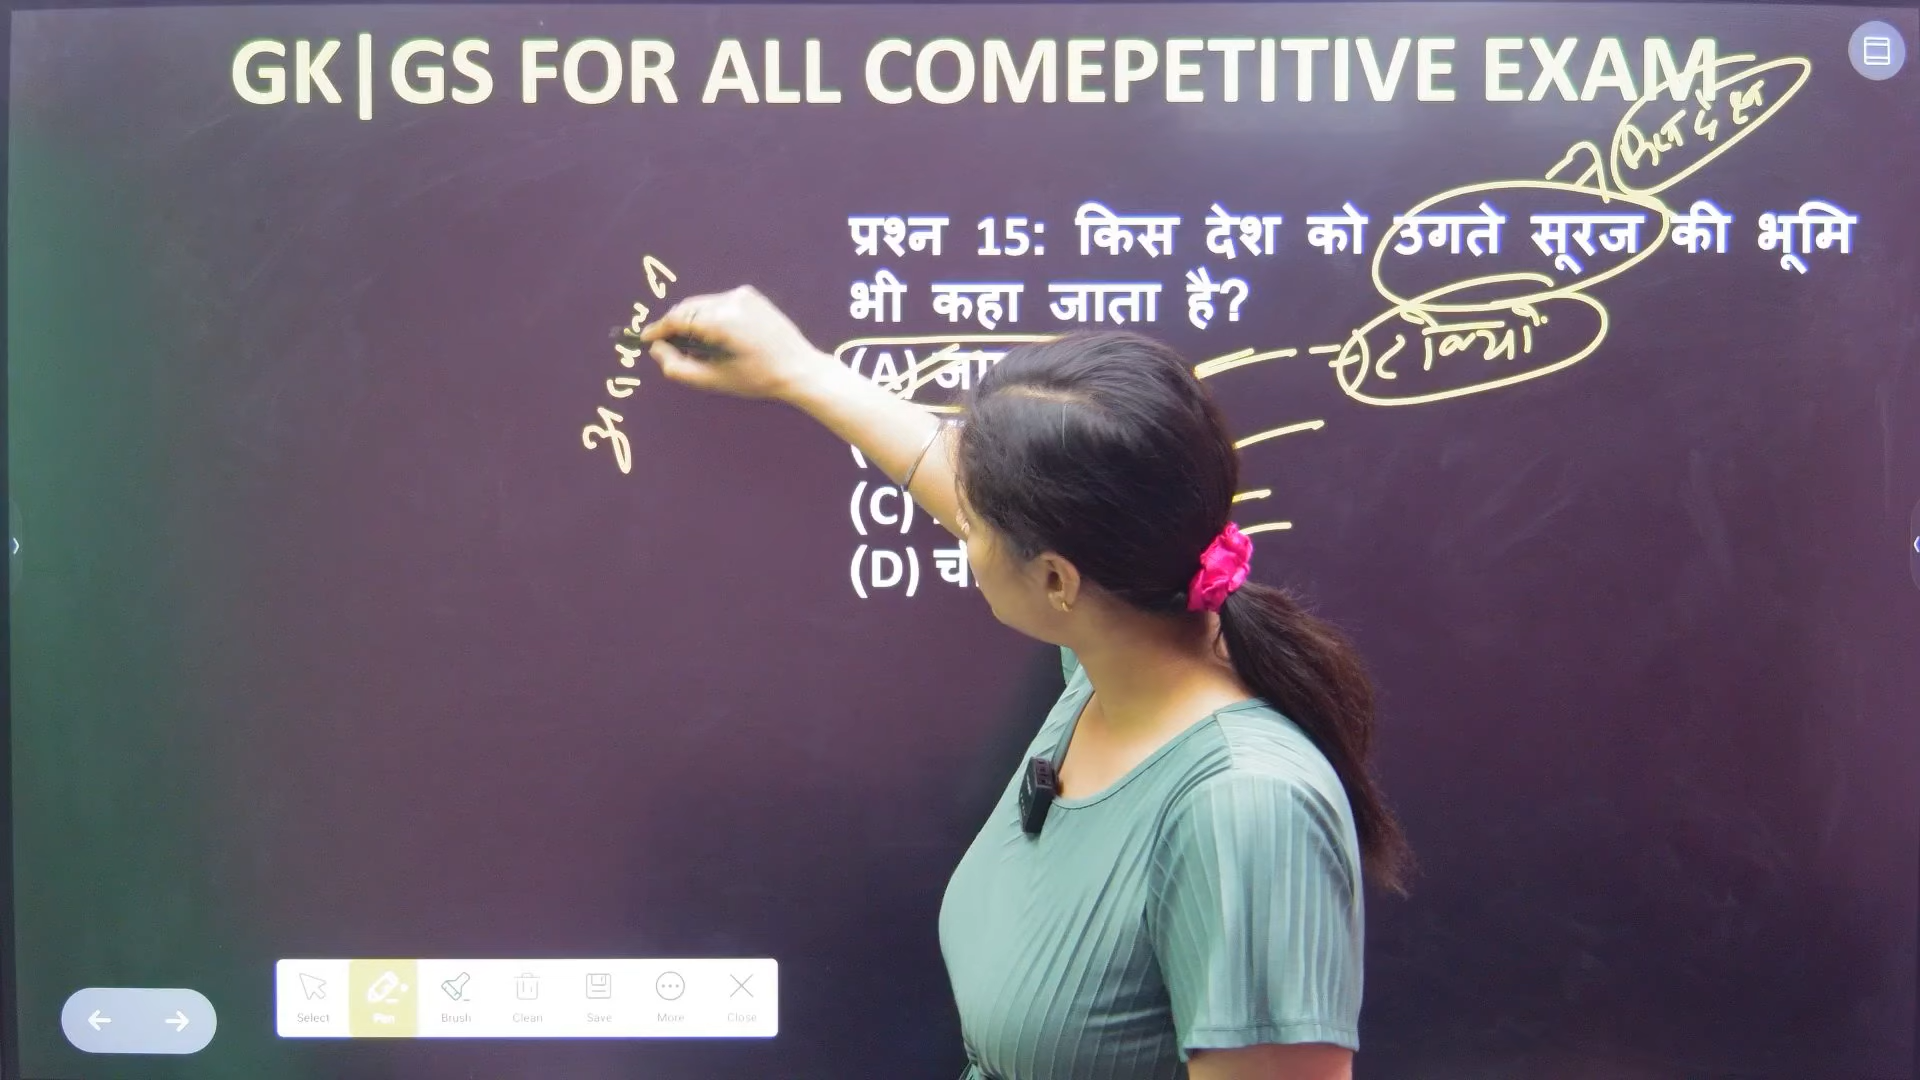 GK|GS FOR ALL COMEPETITIVE EXAM
प्रश्न 15: किस देश को उगते सूरज की भूमि
भी कहा जाता है?
(A) जा
टोक्यो
(C)
(D) ची
Select
Pen
Brush
Clean
Save
More
Close